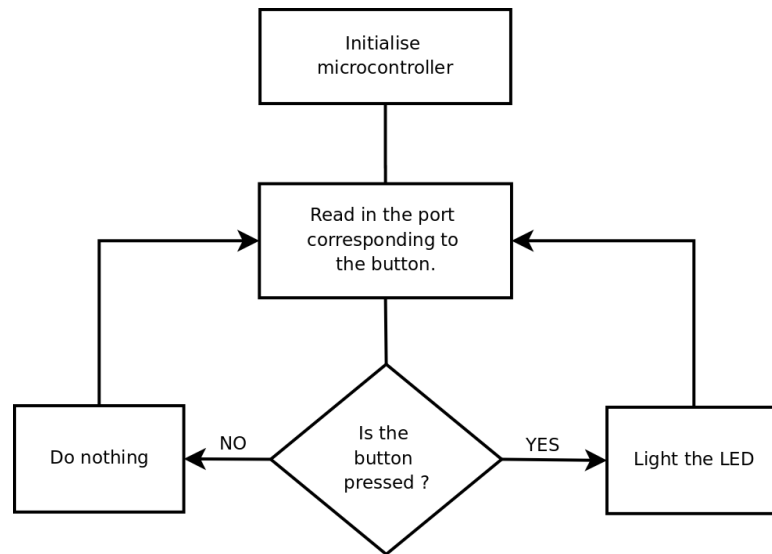 Initialise
microcontroller
Read in the port
corresponding to
the button.
Is the
button
pressed ?
NO
YES
Do nothing
Light the LED